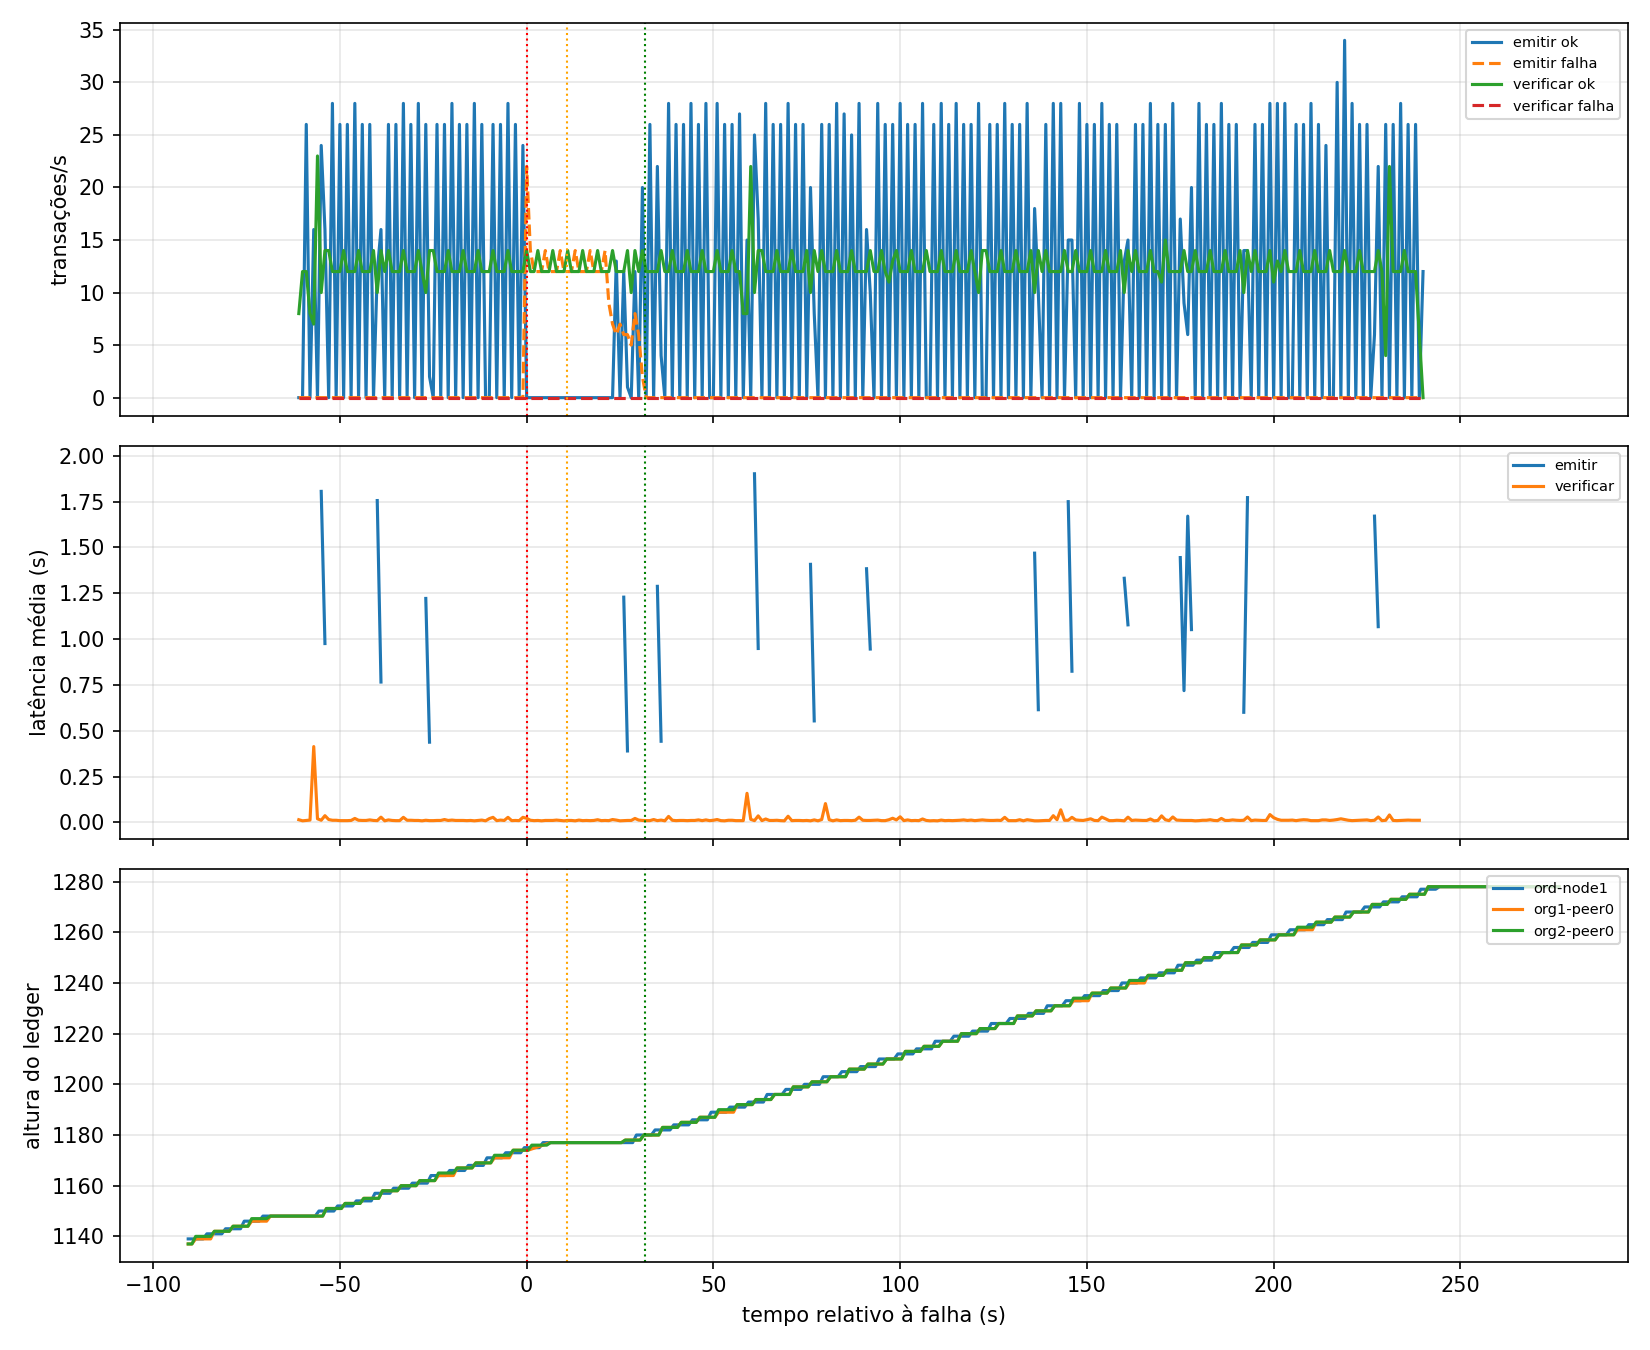 35
30
25
20
15
10
5
0
transações/s
emitir ok
emitir falha
verificar ok
verificar falha
2.00
1.75
1.50
1.25
1.00
0.75
0.50
0.25
0.00
latência média (s)
emitir
verificar
1280
1260
1240
1220
1200
1180
1160
1140
altura do ledger
ord-node1
org1-peer0
org2-peer0
−100
−50
0
50
100
150
200
250
tempo relativo à falha (s)